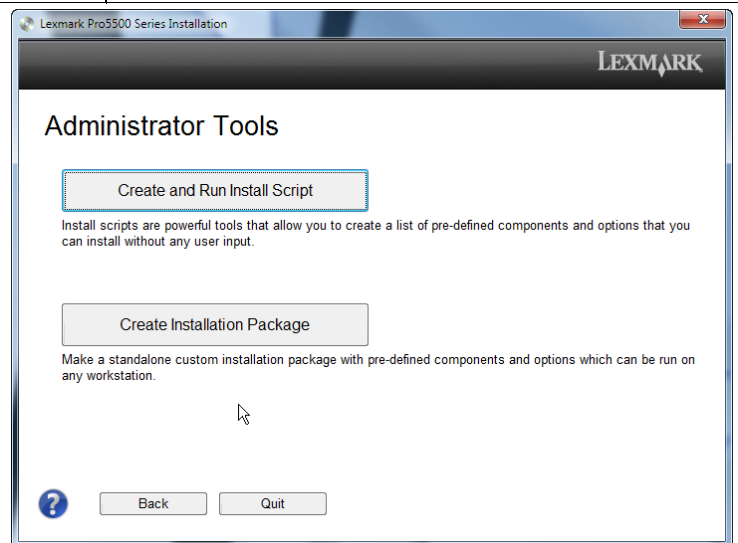 Lexmark Pro5500 Series Installation
LEXMARK
Administrator Tools
Create and Run Install Script
Install scripts are powerful tools that allow you to create a list of pre-defined components and options that you
can install without any user input.
Create Installation Package
Make a standalone custom installation package with pre-defined components and options which can be run on
any workstation.
? Back Quit